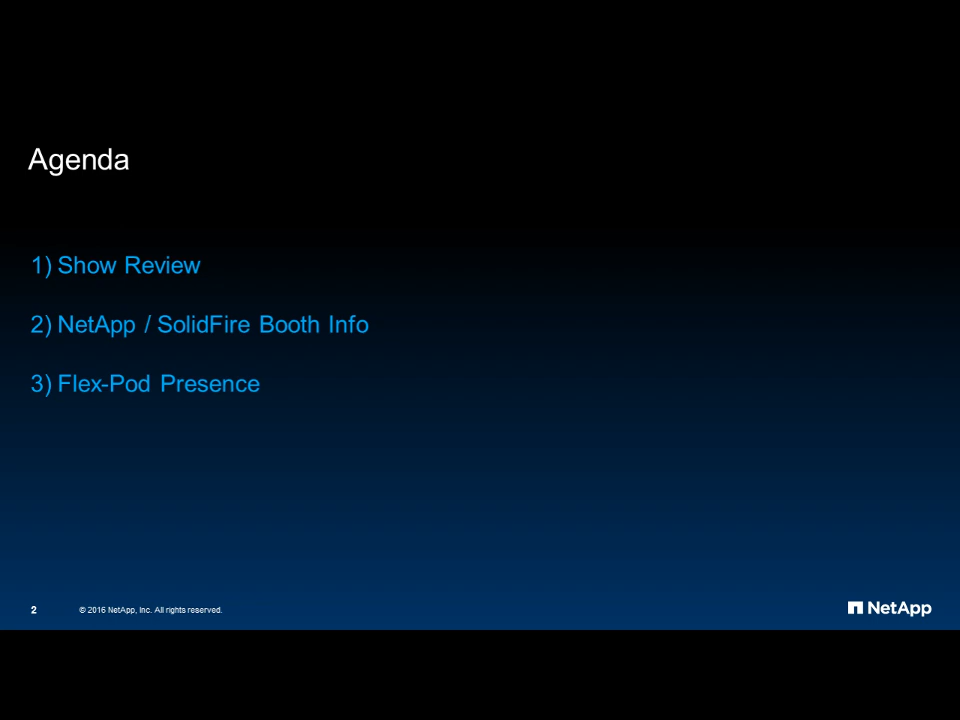 Agenda
1) Show Review
2) NetApp / SolidFire Booth Info
3) Flex-Pod Presence
2 © 2016 NetApp, Inc. All rights reserved.
NetApp